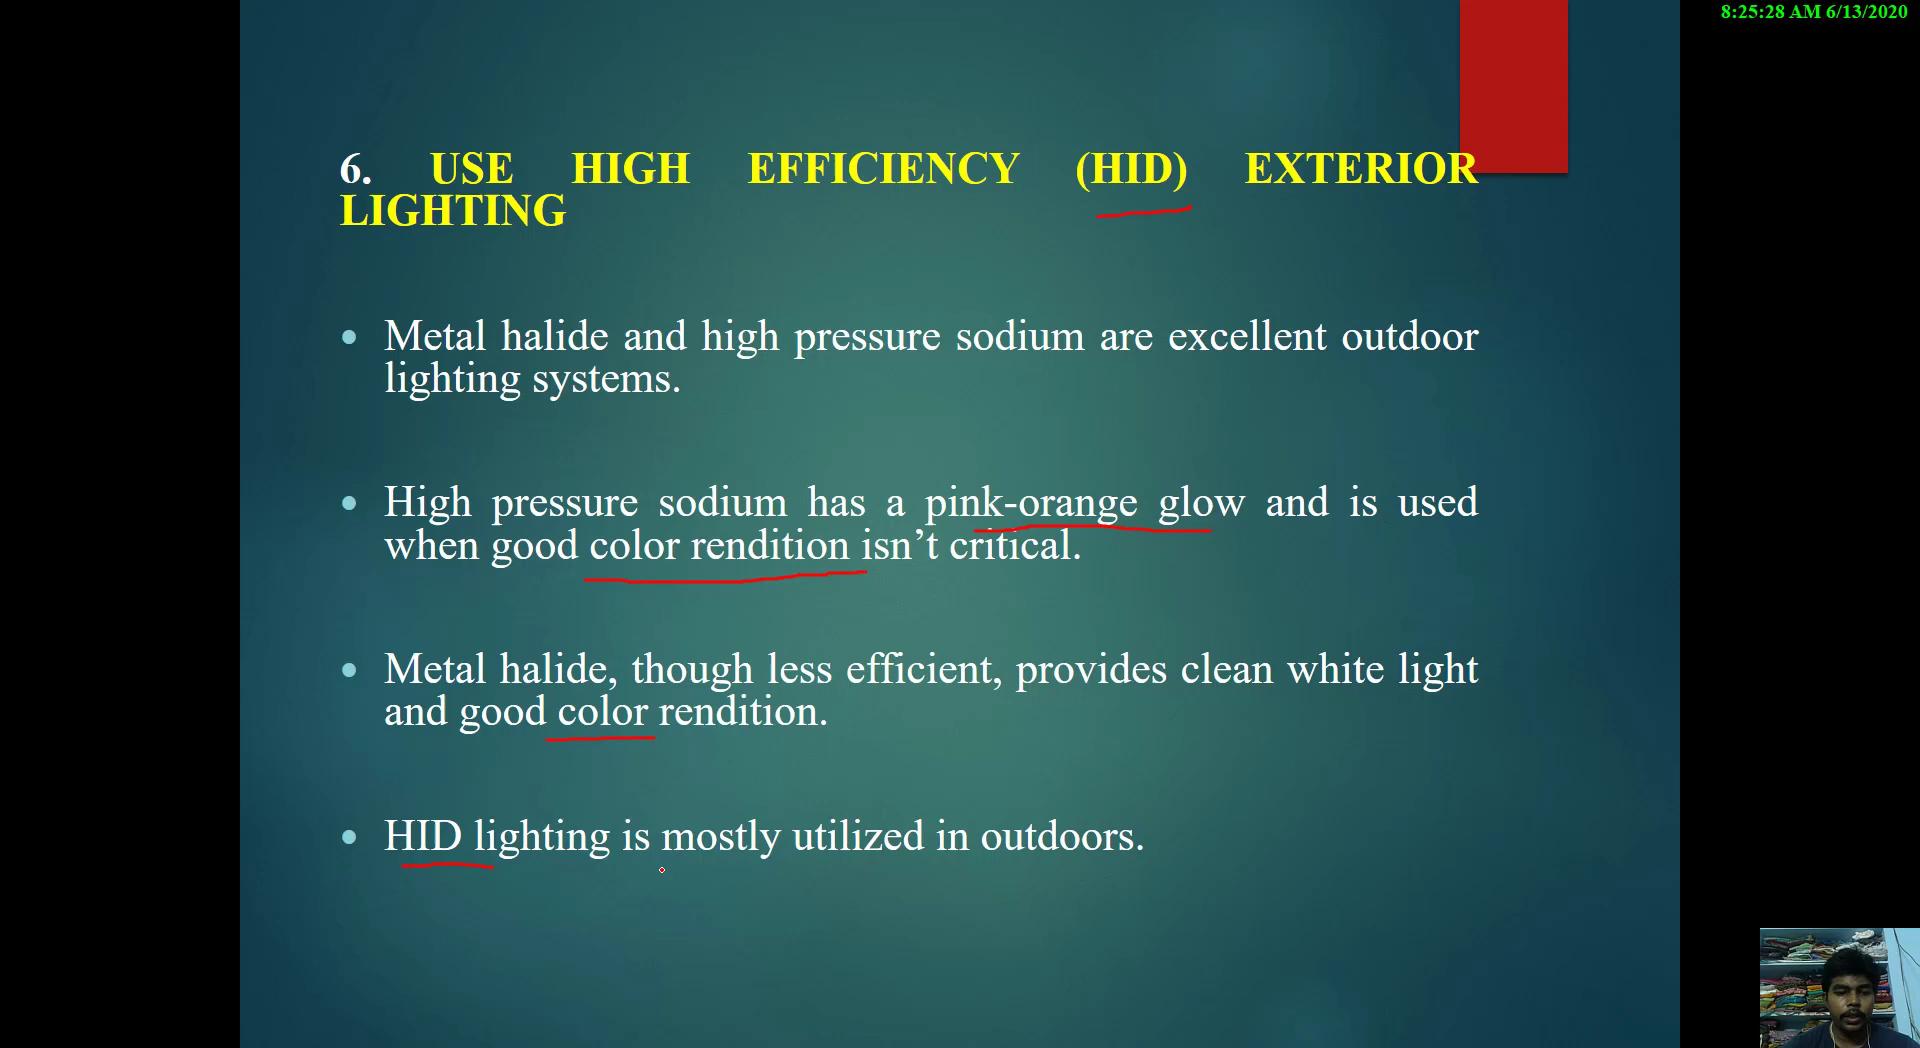 8:25:28 AM 6/13/2020
6. USE HIGH EFFICIENCY (HID) EXTERIOR
LIGHTING
• Metal halide and high pressure sodium are excellent outdoor
lighting systems.
• High pressure sodium has a pink-orange glow and is used
when good color rendition isn’t critical.
• Metal halide, though less efficient, provides clean white light
and good color rendition.
• HID lighting is mostly utilized in outdoors.